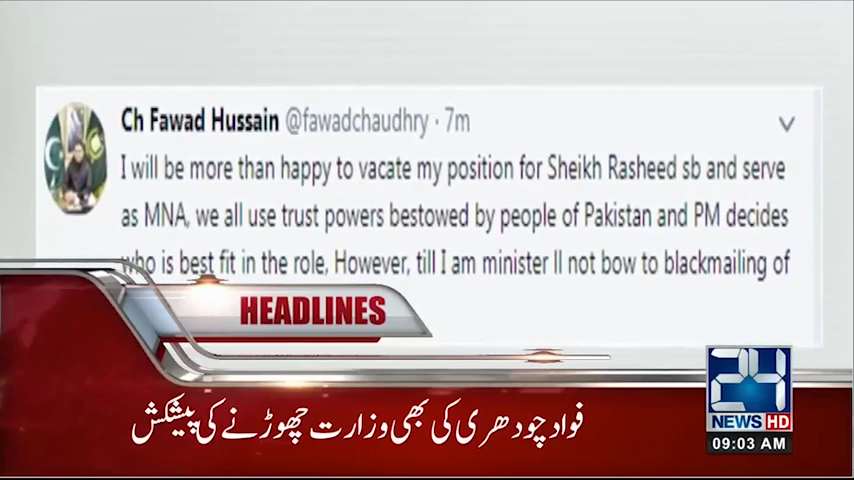 Ch Fawad Hussain @fawadchaudhry · 7m
I will be more than happy to vacate my position for Sheikh Rasheed sb and serve
as MNA, we all use trust powers bestowed by people of Pakistan and PM decides
who is best fit in the role, However, till I am minister ll not bow to blackmailing of
HEADLINES
فواد چودھری کی بھی وزارت چھوڑنے کی پیشکش
24
NEWS HD
09:03 AM